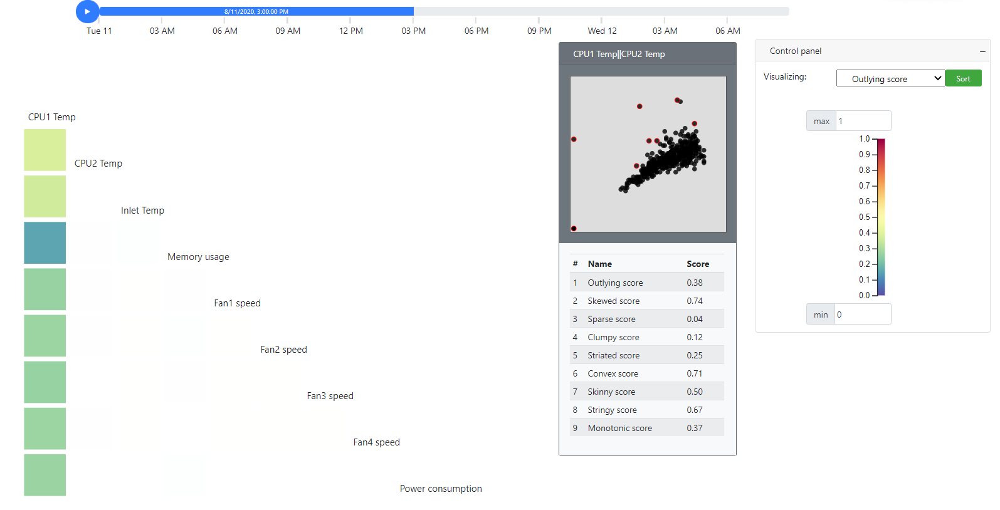 8/11/2020, 3:00:00 PM
Tue 11 03 AM 06 AM 09 AM 12 PM 03 PM 06 PM 09 PM Wed 12 03 AM 06 AM
CPU1 Temp
CPU2 Temp
Inlet Temp
Memory usage
Fan1 speed
Fan2 speed
Fan3 speed
Fan4 speed
Power consumption
CPU1 Temp||CPU2 Temp
# Name Score
1 Outlying score 0.38
2 Skewed score 0.74
3 Sparse score 0.04
4 Clumpy score 0.12
5 Striated score 0.25
6 Convex score 0.71
7 Skinny score 0.50
8 Stringy score 0.67
9 Monotonic score 0.37
Control panel
Visualizing: Outlying score Sort
max 1
1.0
0.9
0.8
0.7
0.6
0.5
0.4
0.3
0.2
0.1
0.0
min 0